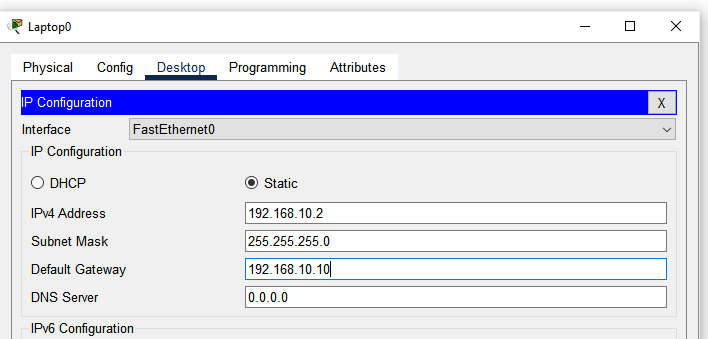 Laptop0
Physical Config Desktop Programming Attributes
IP Configuration X
Interface FastEthernet0
IP Configuration
DHCP Static
IPv4 Address 192.168.10.2
Subnet Mask 255.255.255.0
Default Gateway 192.168.10.10
DNS Server 0.0.0.0
IPv6 Configuration